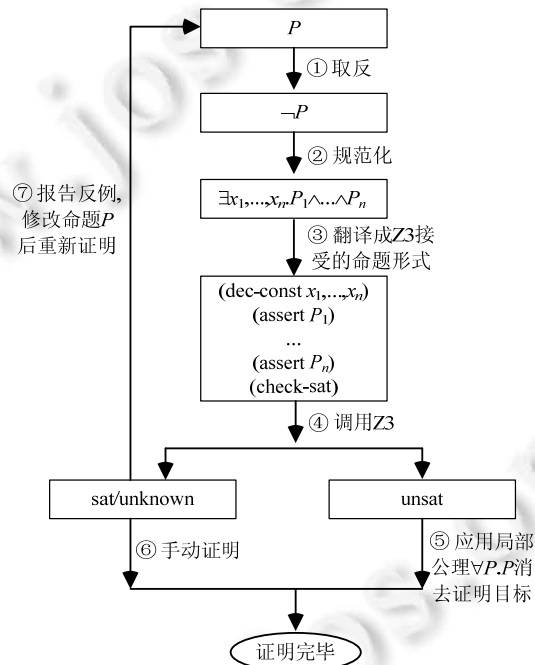 P
① 取反
¬P
② 规范化
∃x₁,...,xₙ.P₁∧...∧Pₙ
③ 翻译成Z3接
受的命题形式
(dec-const x₁,...,xₙ)
(assert P₁)
...
(assert Pₙ)
(check-sat)
④ 调用Z3
sat/unknown
unsat
⑤ 应用局部
公理∀P.P消
去证明目标
⑥ 手动证明
⑦ 报告反例,
修改命题P
后重新证明
证明完毕